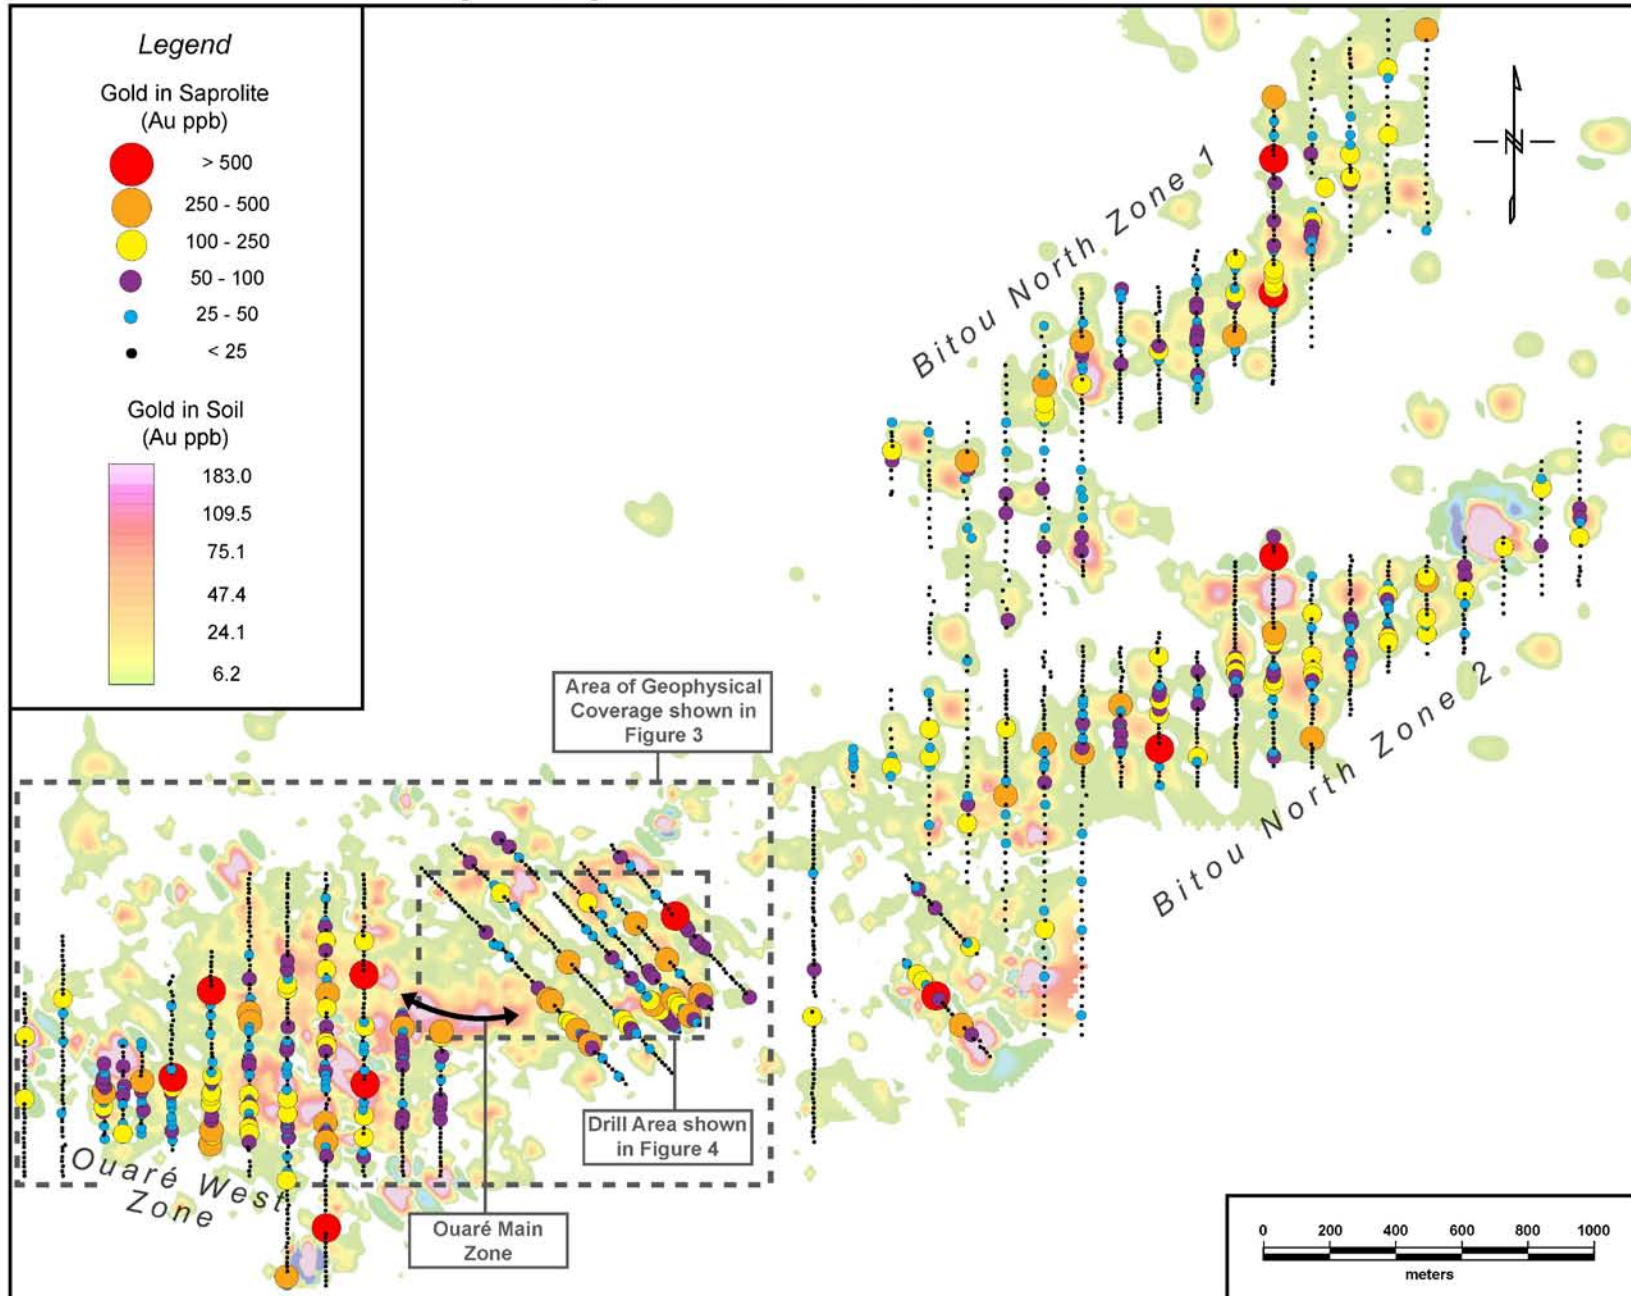 Legend
Gold in Saprolite
(Au ppb)
> 500
250 - 500
100 - 250
50 - 100
25 - 50
< 25
Gold in Soil
(Au ppb)
183.0
109.5
75.1
47.4
24.1
6.2
N
Bitou North Zone 1
Bitou North Zone 2
Area of Geophysical
Coverage shown in
Figure 3
Drill Area shown
in Figure 4
Ouaré West
Zone
Ouaré Main
Zone
0 200 400 600 800 1000
meters